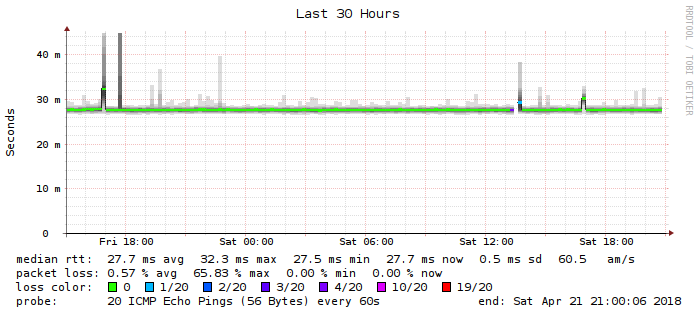 Last 30 Hours
RRDTOOL / TOBI OETIKER
Seconds
40 m
30 m
20 m
10 m
0
Fri 18:00 Sat 00:00 Sat 06:00 Sat 12:00 Sat 18:00
median rtt: 27.7 ms avg 32.3 ms max 27.5 ms min 27.7 ms now 0.5 ms sd 60.5 am/s
packet loss: 0.57 % avg 65.83 % max 0.00 % min 0.00 % now
loss color: 0 1/20 2/20 3/20 4/20 10/20 19/20
probe: 20 ICMP Echo Pings (56 Bytes) every 60s end: Sat Apr 21 21:00:06 2018